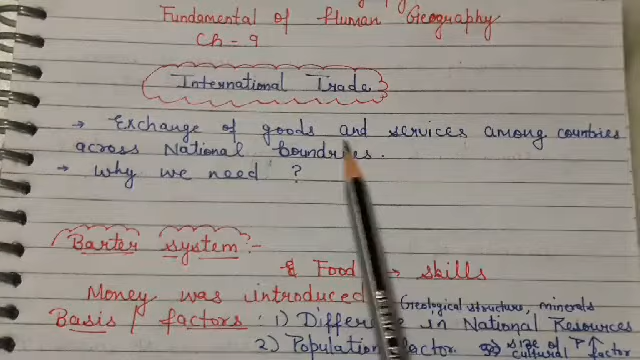 Fundamental of Human Geography
Ch - 9
International Trade
→ Exchange of goods and services among countries
across National boundries.
→ Why we need ?
Barter system :-
Food → skills
Money was introduced
Geological structure, minerals
Basis / factors : 1) Difference in National Resources
2) Population factor size of P↑
cultural factor